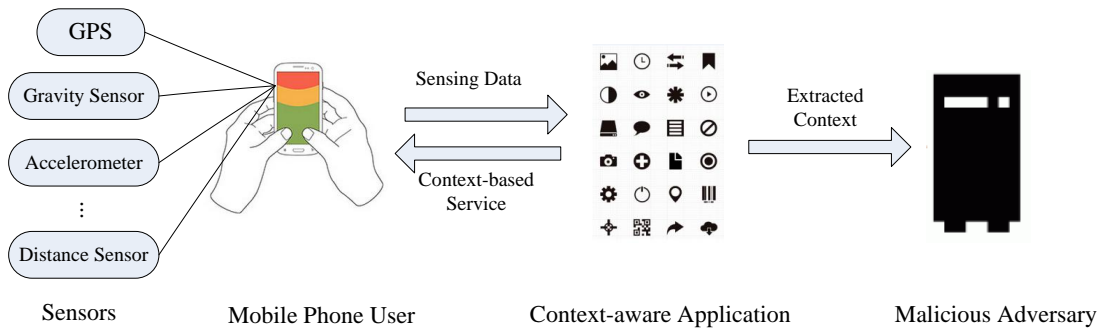 GPS
Gravity Sensor
Accelerometer
⋮
Distance Sensor
Sensing Data
Context-based
Service
Extracted
Context
Sensors
Mobile Phone User
Context-aware Application
Malicious Adversary